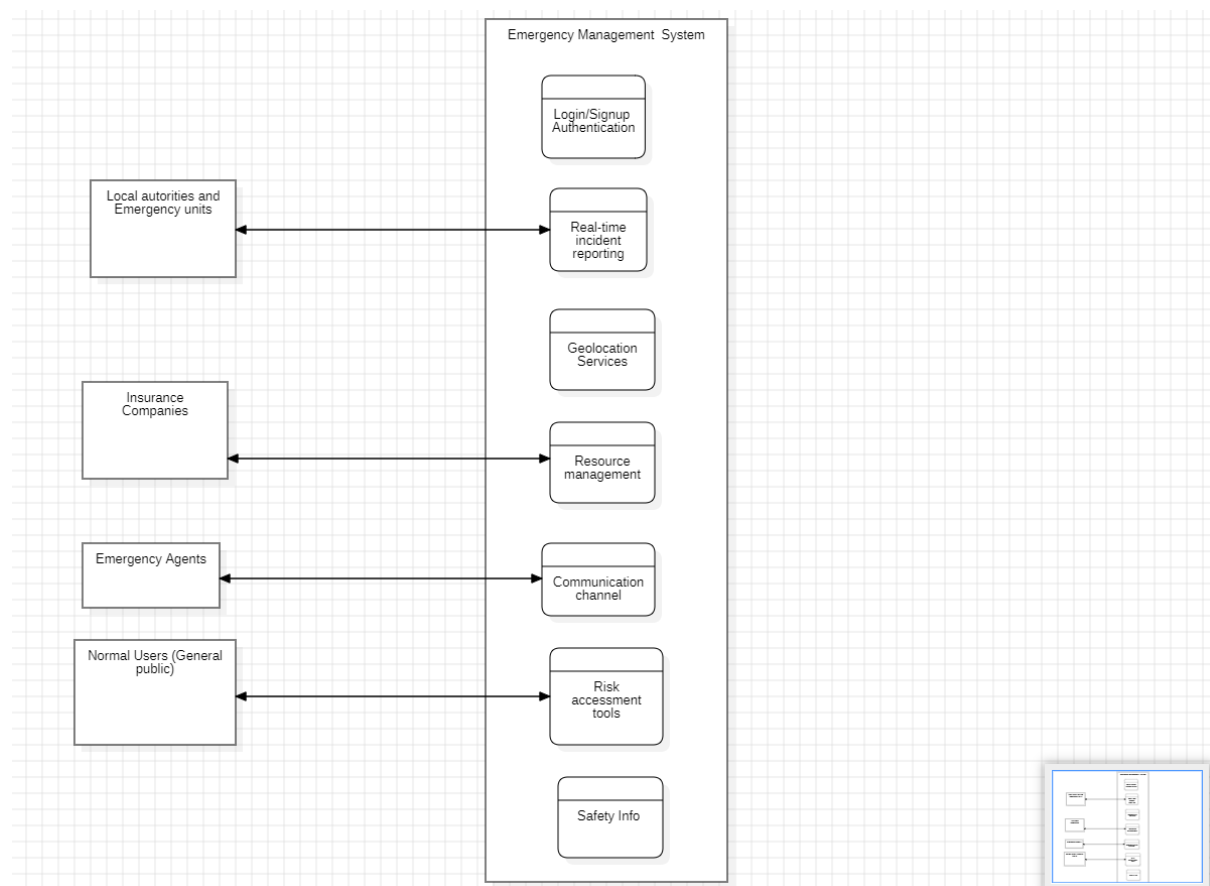 Emergency Management  System
Login/Signup
Authentication
Local autorities and
Emergency units
Real-time
incident
reporting
Geolocation
Services
Insurance
Companies
Resource
management
Emergency Agents
Communication
channel
Normal Users (General
public)
Risk
accessment
tools
Safety Info